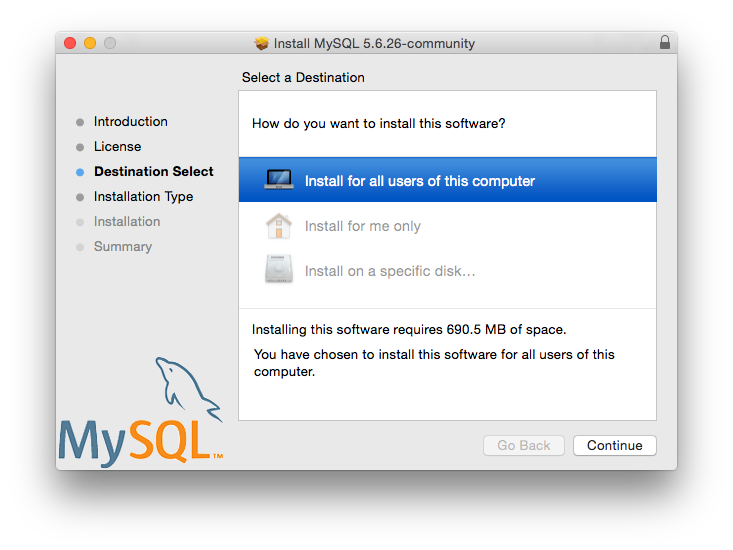 Install MySQL 5.6.26-community
Select a Destination
Introduction
License
Destination Select
Installation Type
Installation
Summary
How do you want to install this software?
Install for all users of this computer
Install for me only
Install on a specific disk…
Installing this software requires 690.5 MB of space.
You have chosen to install this software for all users of this
computer.
MySQL™
Go Back
Continue